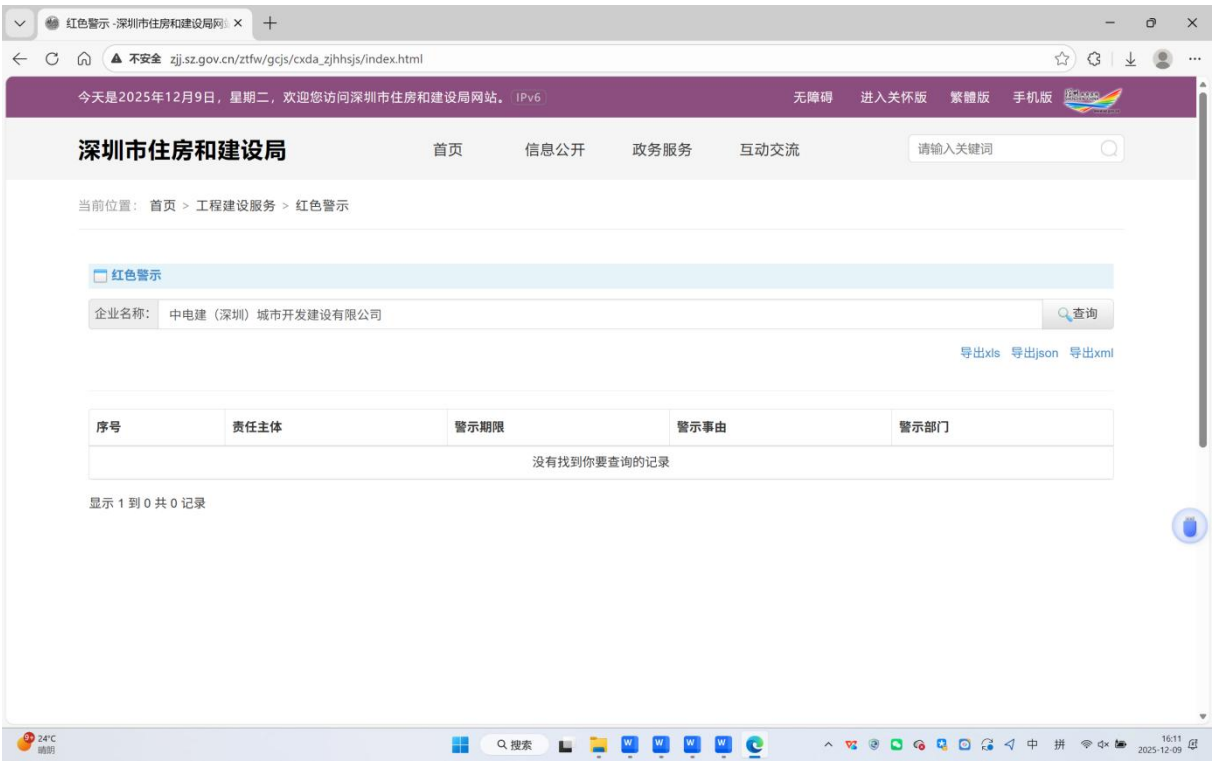 红色警示 -深圳市住房和建设局网
不安全 zjj.sz.gov.cn/ztfw/gcjs/cxda_zjhhsjs/index.html
今天是2025年12月9日，星期二，欢迎您访问深圳市住房和建设局网站。 IPv6 无障碍 进入关怀版 繁體版 手机版
深圳市住房和建设局 首页 信息公开 政务服务 互动交流 请输入关键词
当前位置： 首页 > 工程建设服务 > 红色警示
红色警示
企业名称： 中电建（深圳）城市开发建设有限公司 查询
导出xls 导出json 导出xml
序号 责任主体 警示期限 警示事由 警示部门
没有找到你要查询的记录
显示 1 到 0 共 0 记录
9+ 24°C 搜索 中 拼 16:11
晴朗 2025-12-09